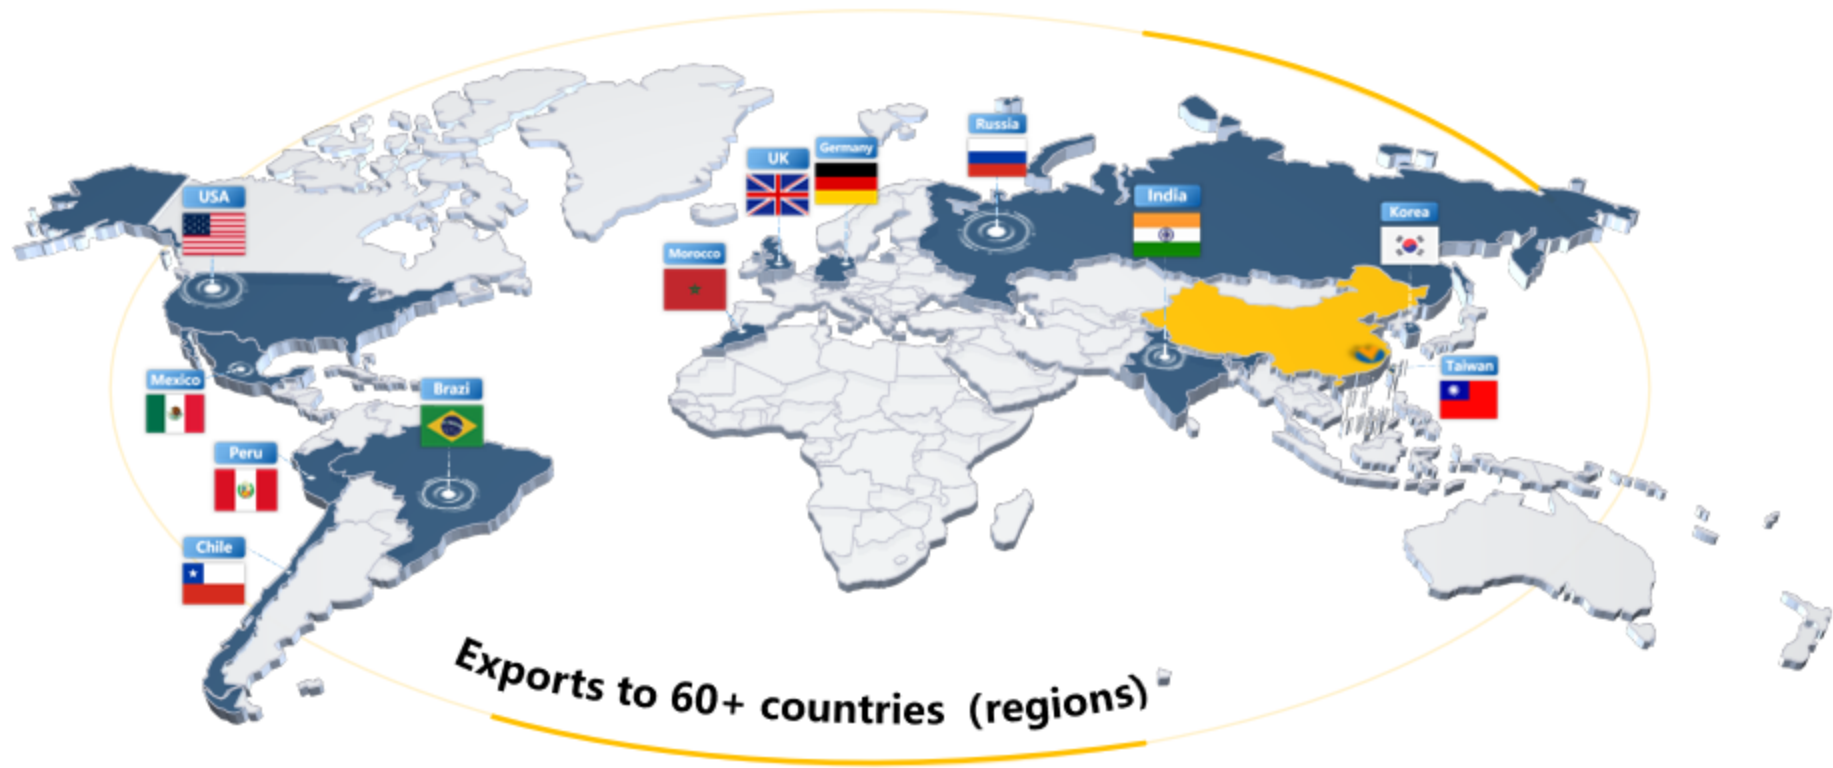 Russia
Germany
UK
USA
India
Korea
Morocco
Taiwan
Mexico
Brazi
Peru
Chile
Exports to 60+ countries (regions)